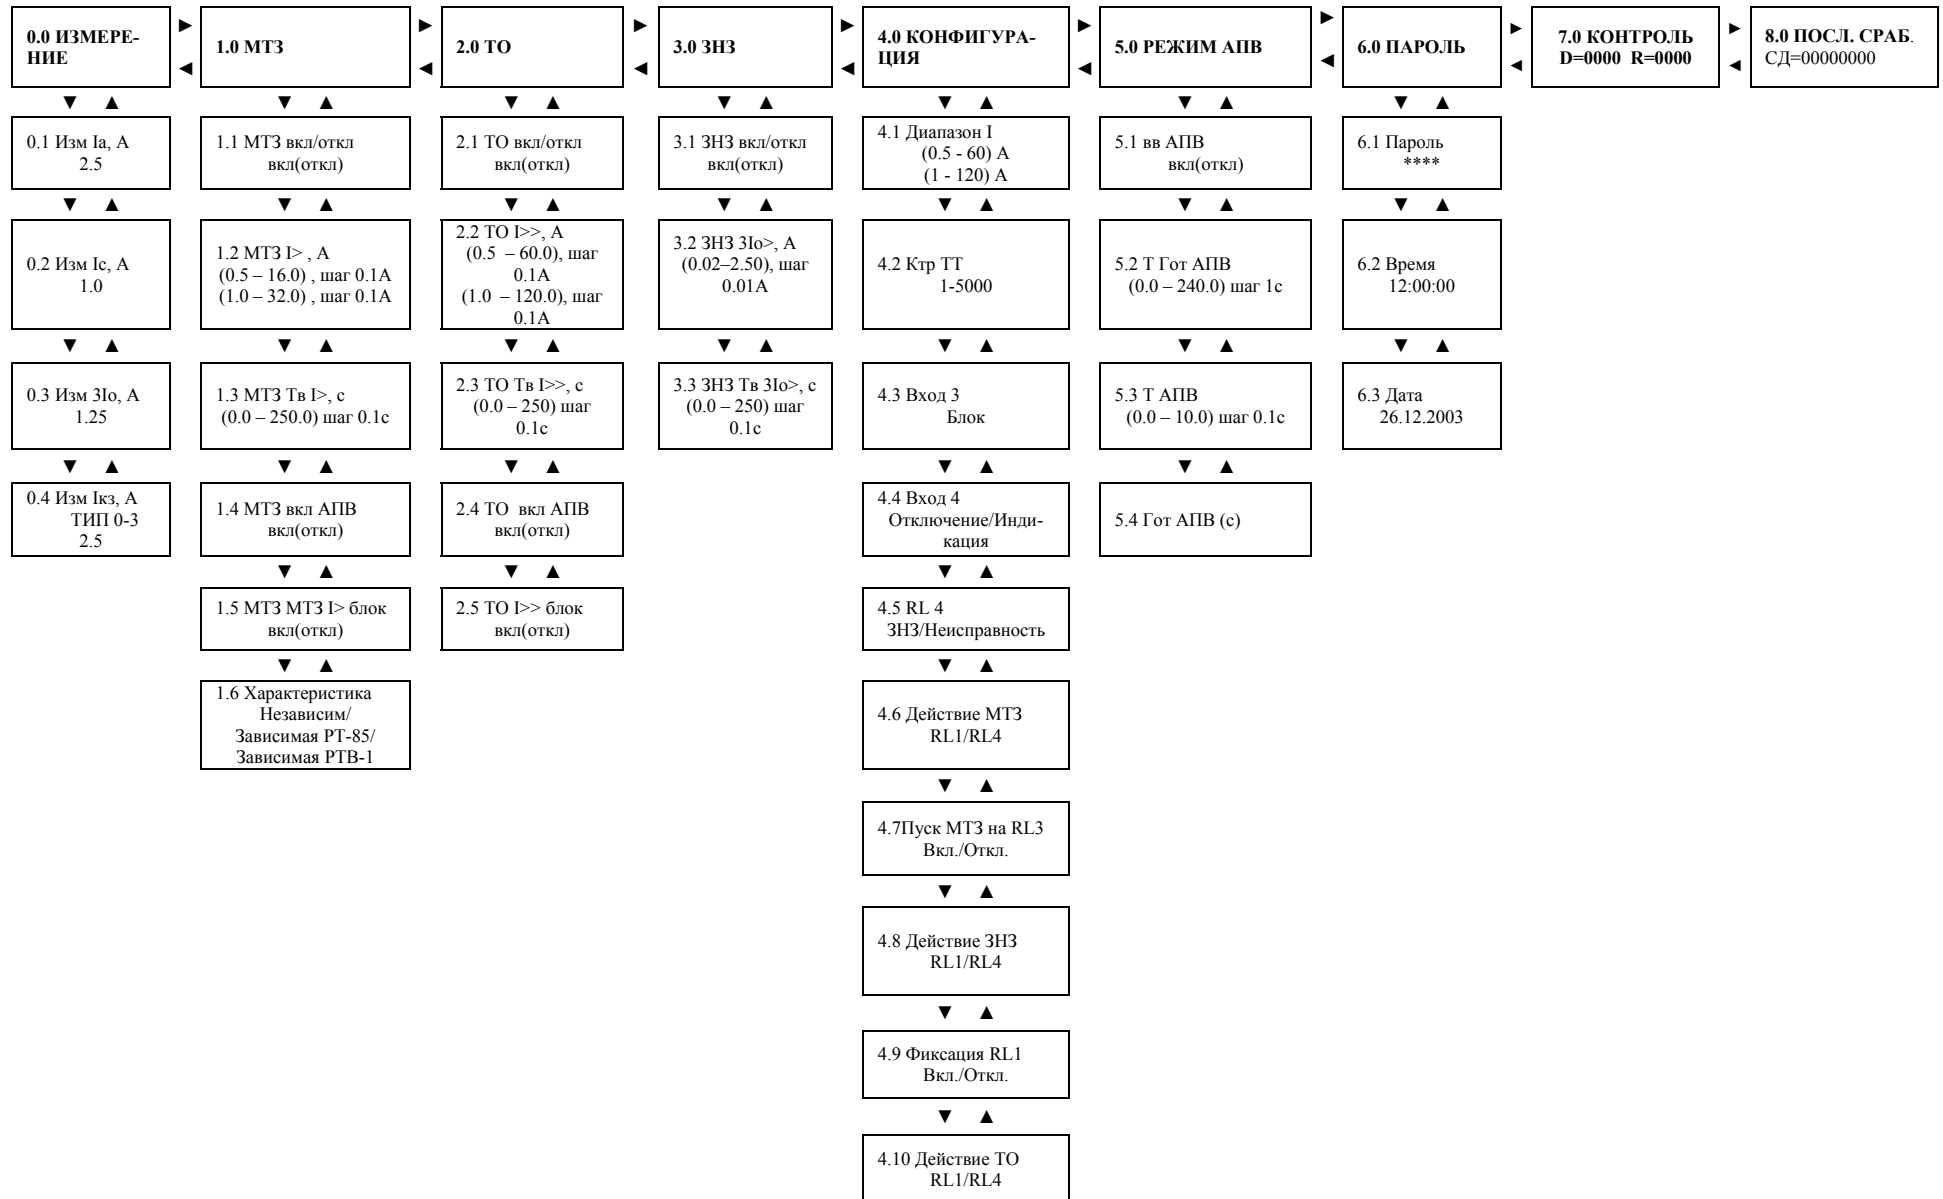 0.0 ИЗМЕРЕ-
НИЕ
1.0 МТЗ
2.0 ТО
3.0 ЗНЗ
4.0 КОНФИГУРА-
ЦИЯ
5.0 РЕЖИМ АПВ
6.0 ПАРОЛЬ
7.0 КОНТРОЛЬ
D=0000 R=0000
8.0 ПОСЛ. СРАБ.
СД=00000000
0.1 Изм Ia, А
2.5
1.1 МТЗ вкл/откл
вкл(откл)
2.1 ТО вкл/откл
вкл(откл)
3.1 ЗНЗ вкл/откл
вкл(откл)
4.1 Диапазон I
(0.5 - 60) А
(1 - 120) А
5.1 вв АПВ
вкл(откл)
6.1 Пароль
****
0.2 Изм Ic, А
1.0
1.2 МТЗ I> , А
(0.5 – 16.0) , шаг 0.1А
(1.0 – 32.0) , шаг 0.1А
2.2 ТО I>>, А
(0.5 – 60.0), шаг
0.1А
(1.0 – 120.0), шаг
0.1А
3.2 ЗНЗ 3Io>, А
(0.02–2.50), шаг
0.01А
4.2 Ктр ТТ
1-5000
5.2 Т Гот АПВ
(0.0 – 240.0) шаг 1с
6.2 Время
12:00:00
0.3 Изм 3Io, А
1.25
1.3 МТЗ Тв I>, с
(0.0 – 250.0) шаг 0.1с
2.3 ТО Тв I>>, с
(0.0 – 250) шаг
0.1с
3.3 ЗНЗ Тв 3Io>, с
(0.0 – 250) шаг
0.1с
4.3 Вход 3
Блок
5.3 Т АПВ
(0.0 – 10.0) шаг 0.1с
6.3 Дата
26.12.2003
0.4 Изм Iкз, А
ТИП 0-3
2.5
1.4 МТЗ вкл АПВ
вкл(откл)
2.4 ТО вкл АПВ
вкл(откл)
4.4 Вход 4
Отключение/Инди-
кация
5.4 Гот АПВ (с)
1.5 МТЗ МТЗ I> блок
вкл(откл)
2.5 ТО I>> блок
вкл(откл)
4.5 RL 4
ЗНЗ/Неисправность
1.6 Характеристика
Независим/
Зависимая РТ-85/
Зависимая РТВ-1
4.6 Действие МТЗ
RL1/RL4
4.7Пуск МТЗ на RL3
Вкл./Откл.
4.8 Действие ЗНЗ
RL1/RL4
4.9 Фиксация RL1
Вкл./Откл.
4.10 Действие ТО
RL1/RL4